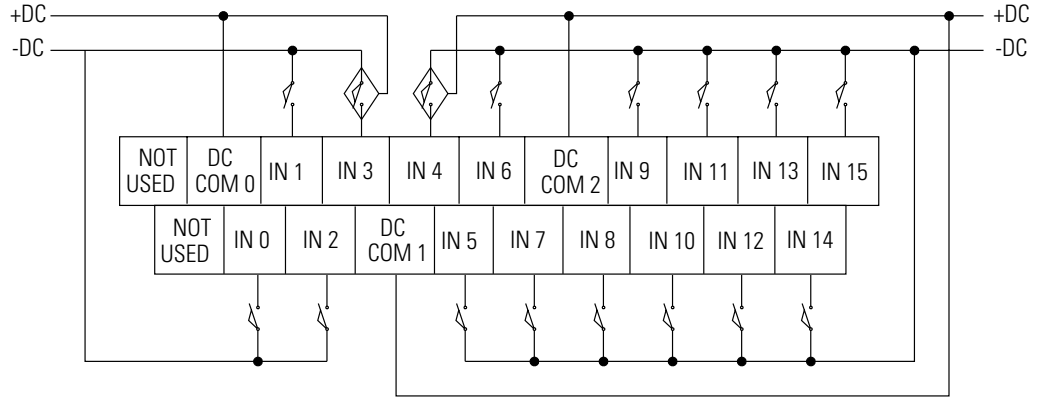 +DC
+DC
-DC
-DC
NOT USED
DC COM 0
IN 1
IN 3
IN 4
IN 6
DC COM 2
IN 9
IN 11
IN 13
IN 15
NOT USED
IN 0
IN 2
DC COM 1
IN 5
IN 7
IN 8
IN 10
IN 12
IN 14